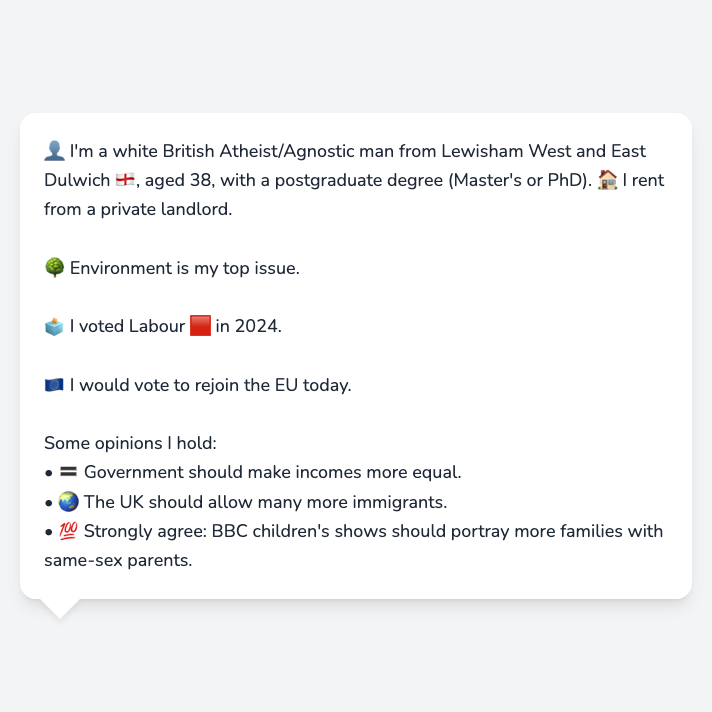 👤 I'm a white British Atheist/Agnostic man from Lewisham West and East
Dulwich 🏴󠁧󠁢󠁥󠁮󠁧󠁿, aged 38, with a postgraduate degree (Master's or PhD). 🏠 I rent
from a private landlord.
🌳 Environment is my top issue.
🗳️ I voted Labour 🟥 in 2024.
🇪🇺 I would vote to rejoin the EU today.
Some opinions I hold:
• 🟰 Government should make incomes more equal.
• 🌏 The UK should allow many more immigrants.
• 💯 Strongly agree: BBC children's shows should portray more families with
same-sex parents.